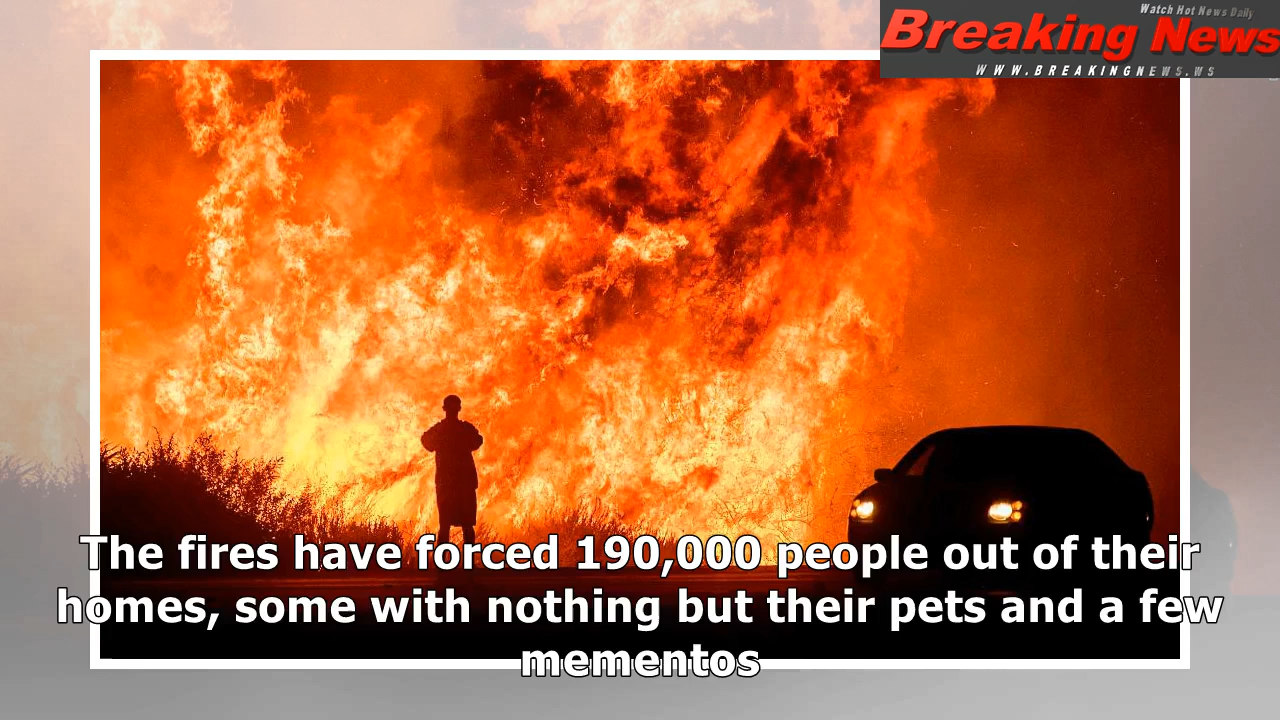 Watch Hot News Daily
Breaking News
WWW.BREAKINGNEWS.WS
The fires have forced 190,000 people out of their
homes, some with nothing but their pets and a few
mementos